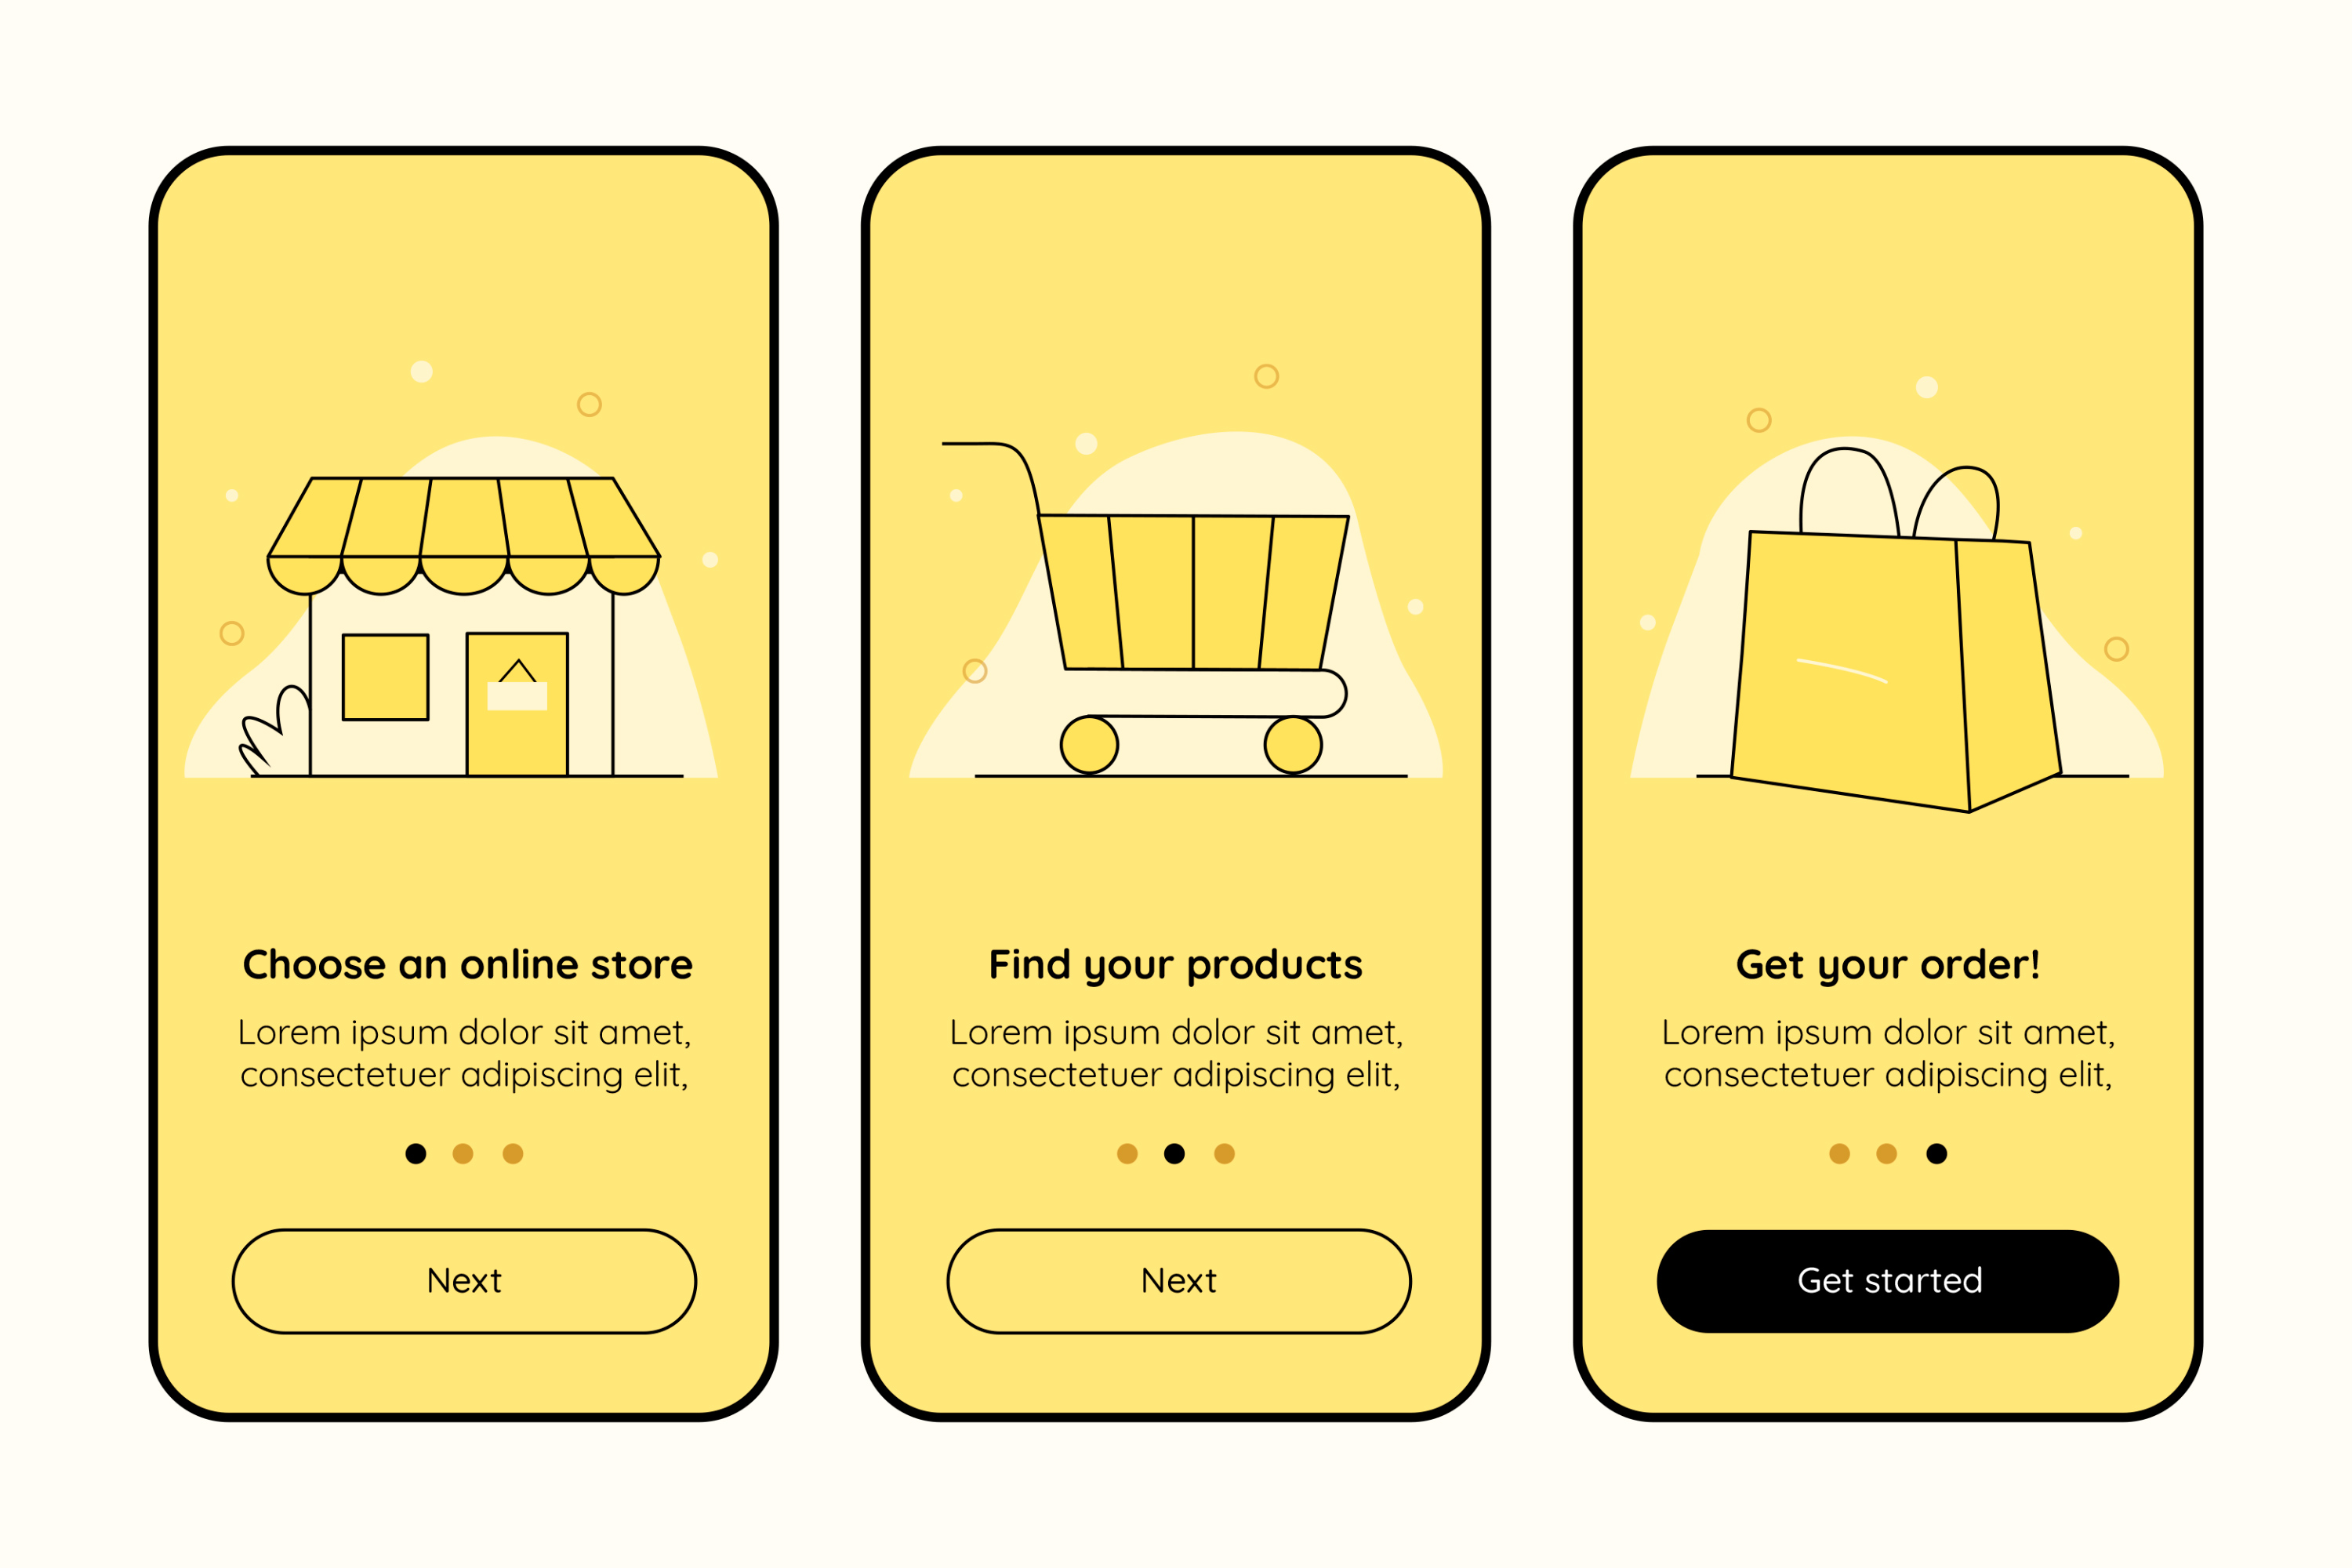 Choose an online store
Lorem ipsum dolor sit amet,
consectetuer adipiscing elit,
Next
Find your products
Lorem ipsum dolor sit amet,
consectetuer adipiscing elit,
Next
Get your order!
Lorem ipsum dolor sit amet,
consectetuer adipiscing elit,
Get started